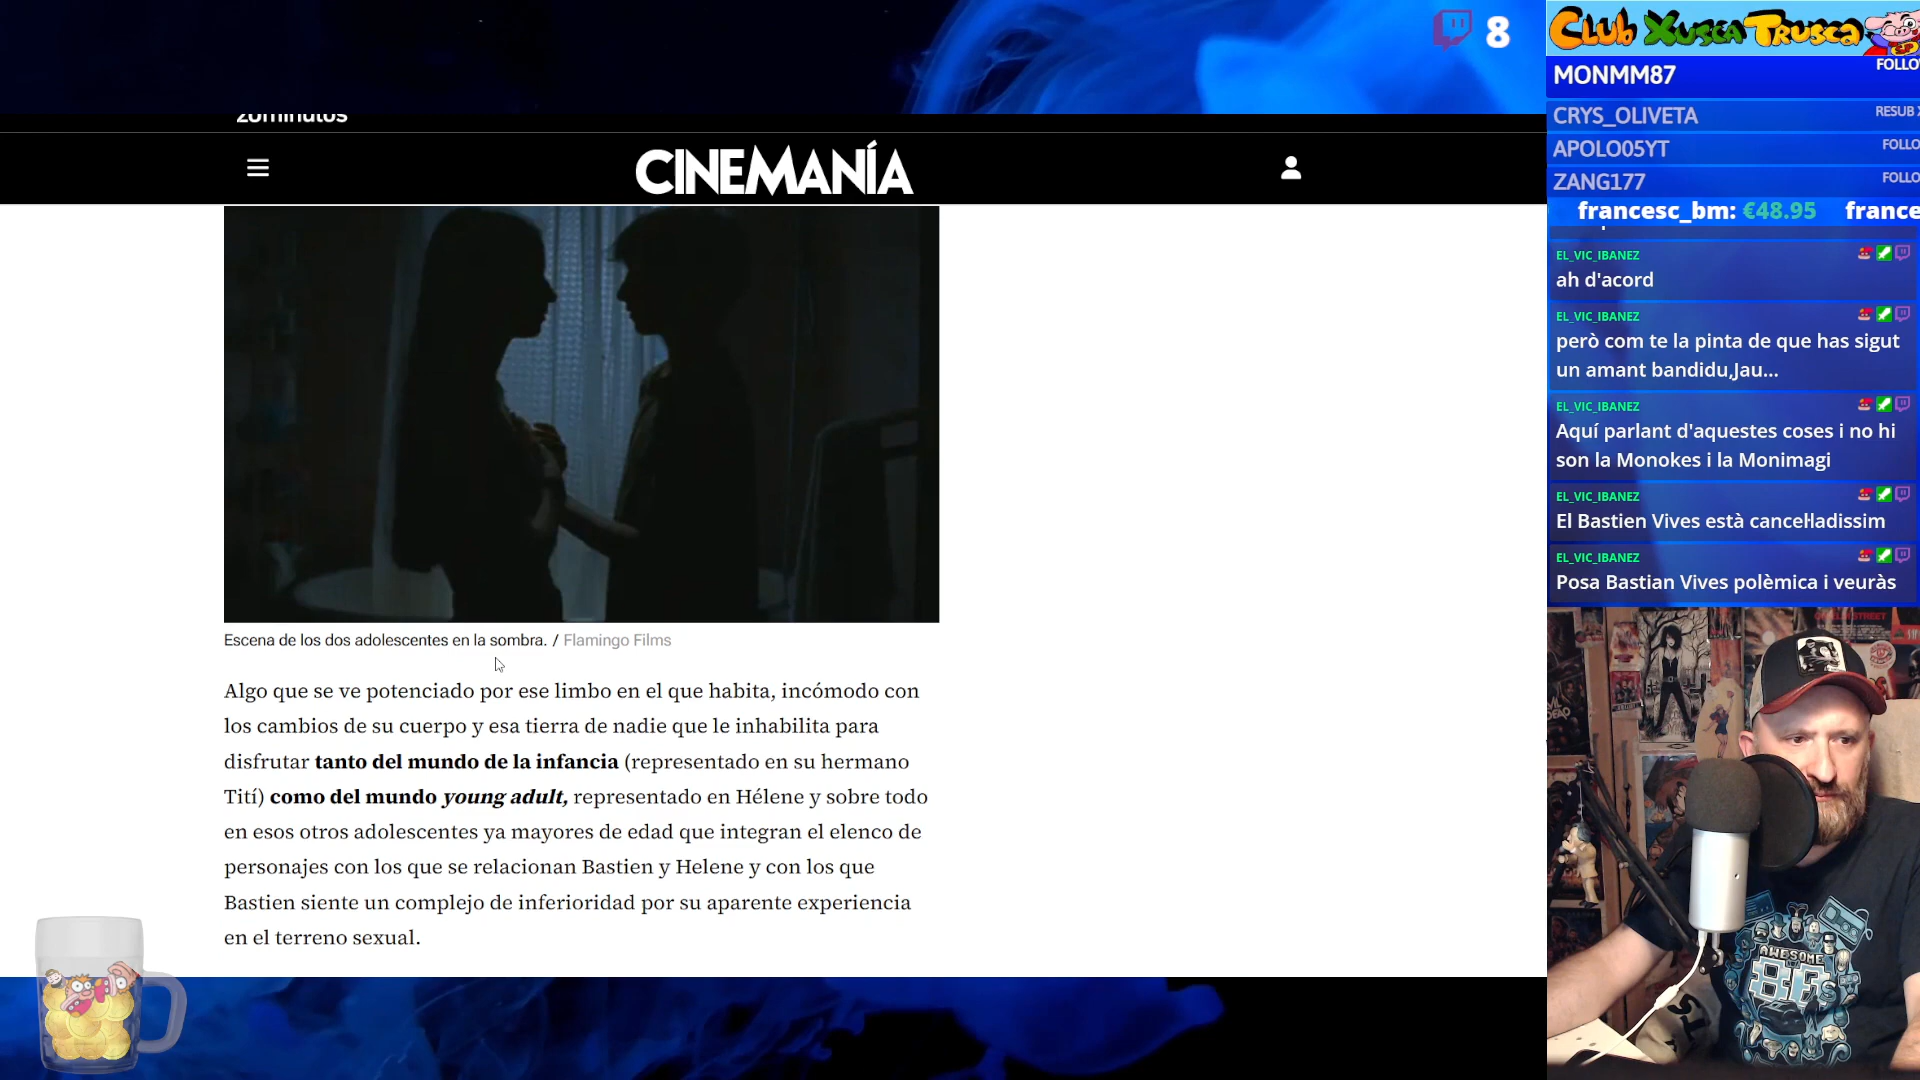 8
20minutos
CINEMANÍA
Escena de los dos adolescentes en la sombra. / Flamingo Films
Algo que se ve potenciado por ese limbo en el que habita, incómodo con
los cambios de su cuerpo y esa tierra de nadie que le inhabilita para
disfrutar tanto del mundo de la infancia (representado en su hermano
Tití) como del mundo young adult, representado en Hélene y sobre todo
en esos otros adolescentes ya mayores de edad que integran el elenco de
personajes con los que se relacionan Bastien y Helene y con los que
Bastien siente un complejo de inferioridad por su aparente experiencia
en el terreno sexual.
Club Xusca Trusca
MONMM87 FOLLO
CRYS_OLIVETA RESUB X
APOLO05YT FOLLO
ZANG177 FOLLO
francesc_bm: €48.95 france
EL_VIC_IBANEZ
ah d'acord
EL_VIC_IBANEZ
però com te la pinta de que has sigut
un amant bandidu,Jau...
EL_VIC_IBANEZ
Aquí parlant d'aquestes coses i no hi
son la Monokes i la Monimagi
EL_VIC_IBANEZ
El Bastien Vives està canceŀladissim
EL_VIC_IBANEZ
Posa Bastian Vives polèmica i veuràs
AWESOME